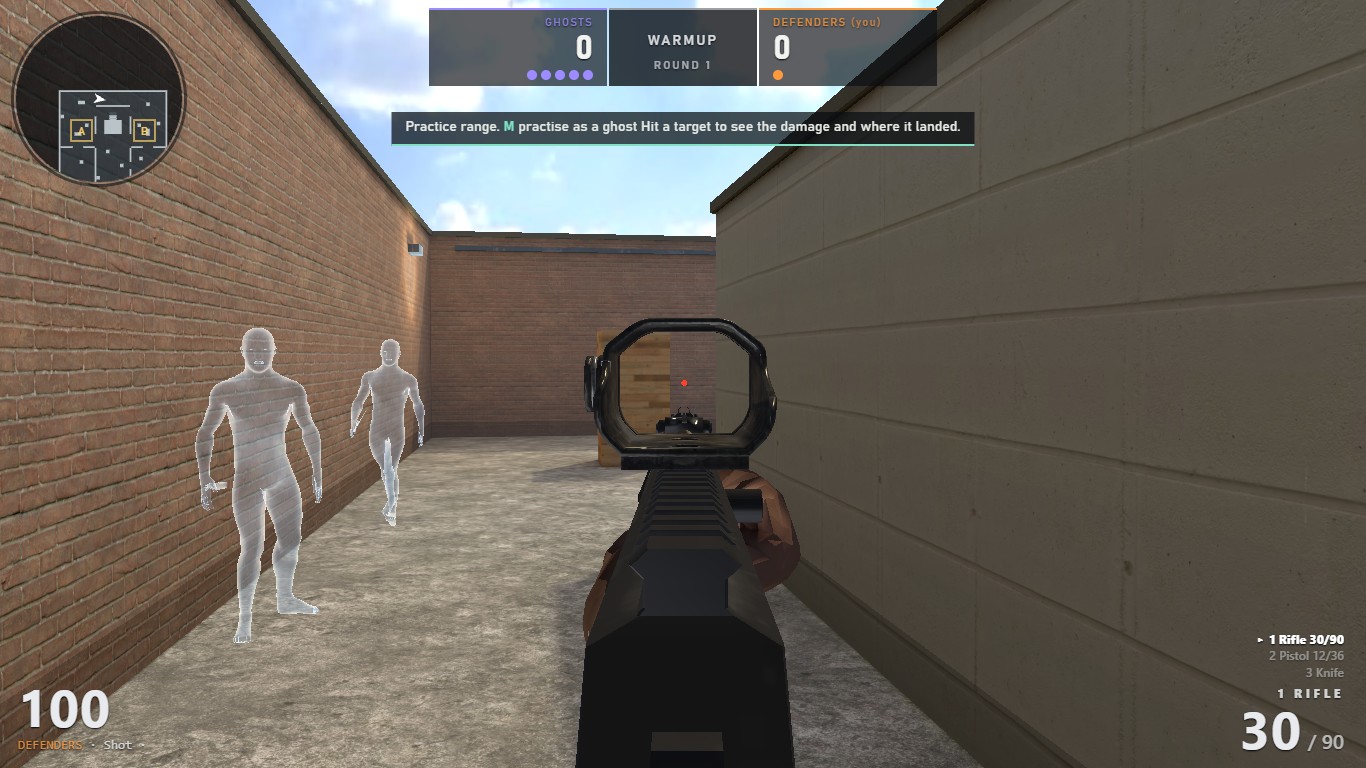 GHOSTS
0
WARMUP
ROUND 1
DEFENDERS (you)
0
Practice range. M practise as a ghost Hit a target to see the damage and where it landed.
A
B
1 Rifle 30/90
2 Pistol 12/36
3 Knife
1 RIFLE
30 / 90
100
DEFENDERS · Shot